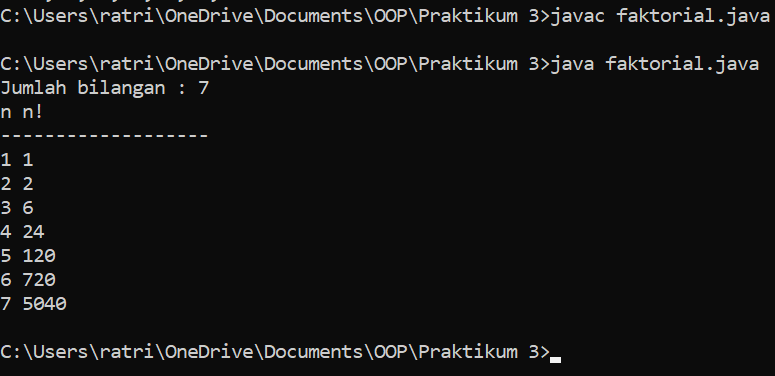 C:\Users\ratri\OneDrive\Documents\OOP\Praktikum 3>javac faktorial.java
C:\Users\ratri\OneDrive\Documents\OOP\Praktikum 3>java faktorial.java
Jumlah bilangan : 7
n n!
-------------------
1 1
2 2
3 6
4 24
5 120
6 720
7 5040
C:\Users\ratri\OneDrive\Documents\OOP\Praktikum 3>